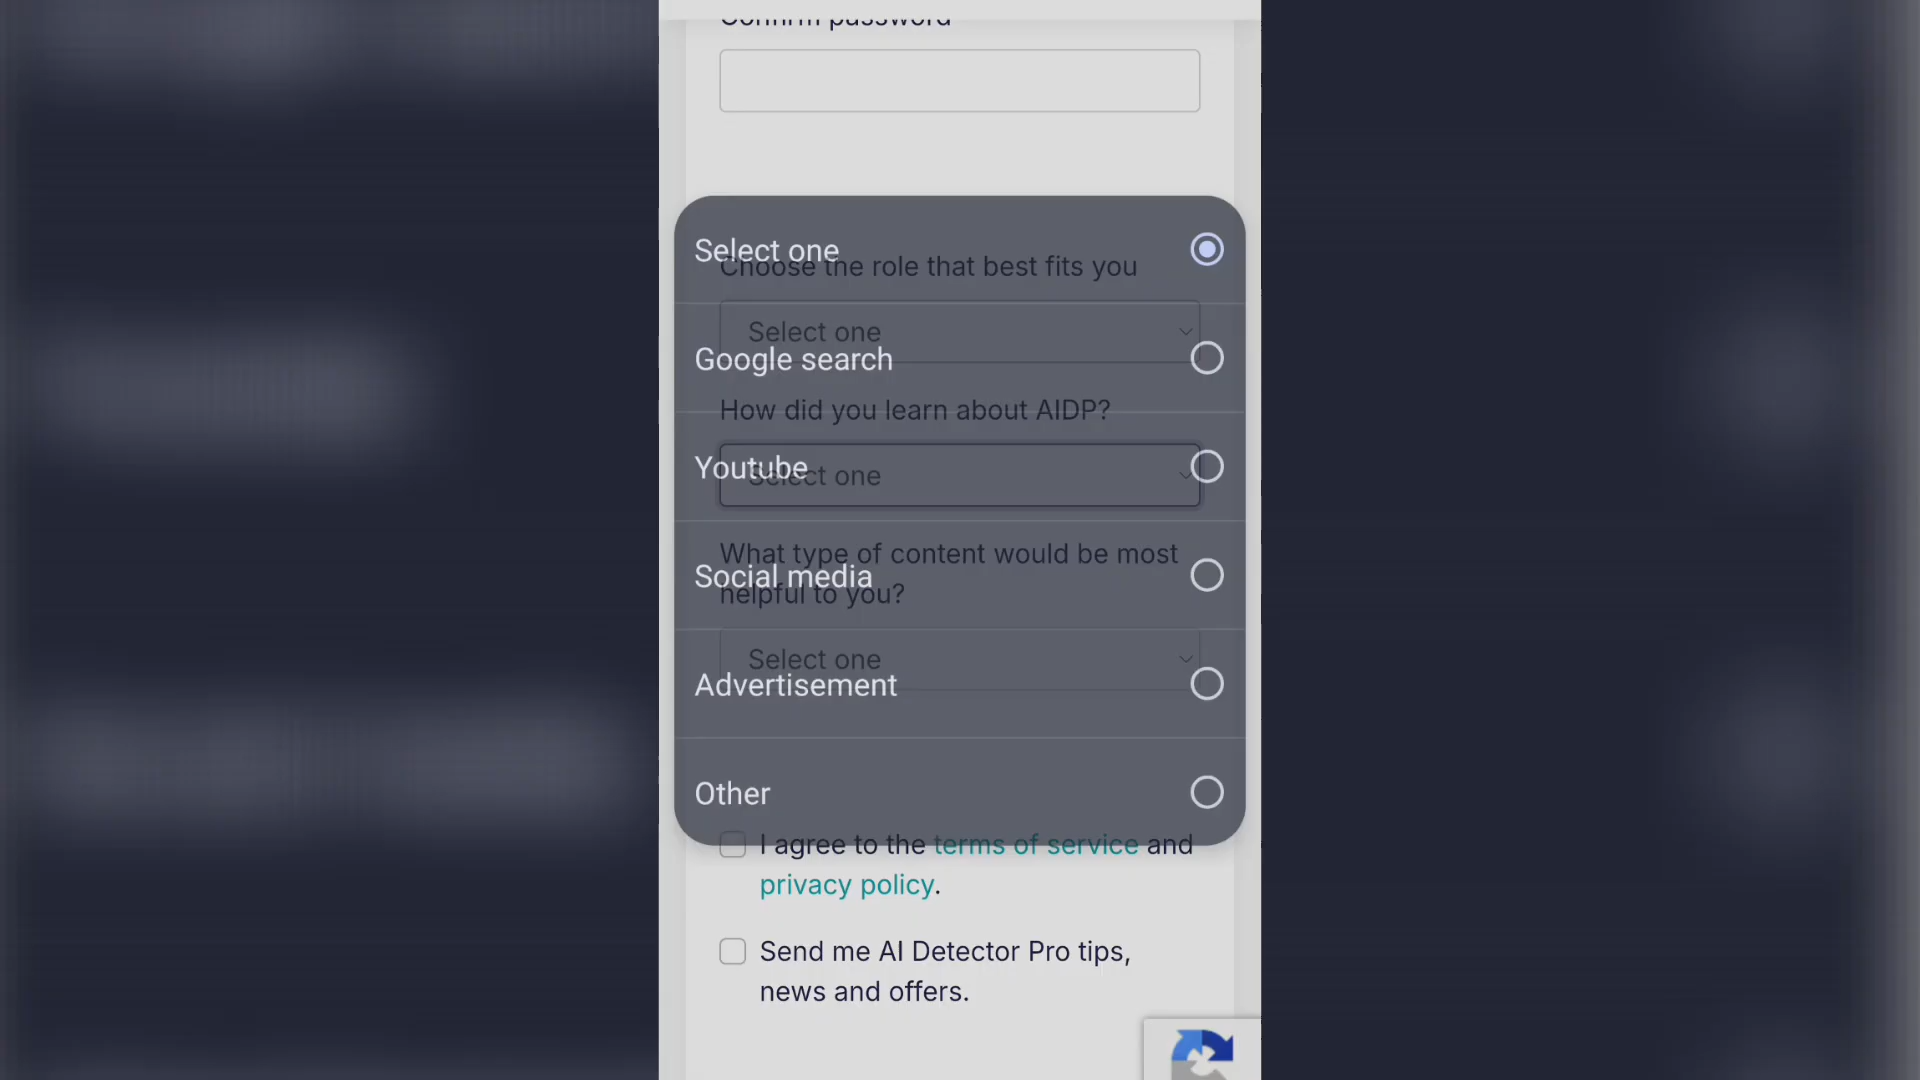 Confirm password
Select one
Choose the role that best fits you
Select one
Google search
How did you learn about AIDP?
Youtube
Select one
What type of content would be most
Social media
helpful to you?
Select one
Advertisement
Other
I agree to the terms of service and
privacy policy.
Send me AI Detector Pro tips,
news and offers.